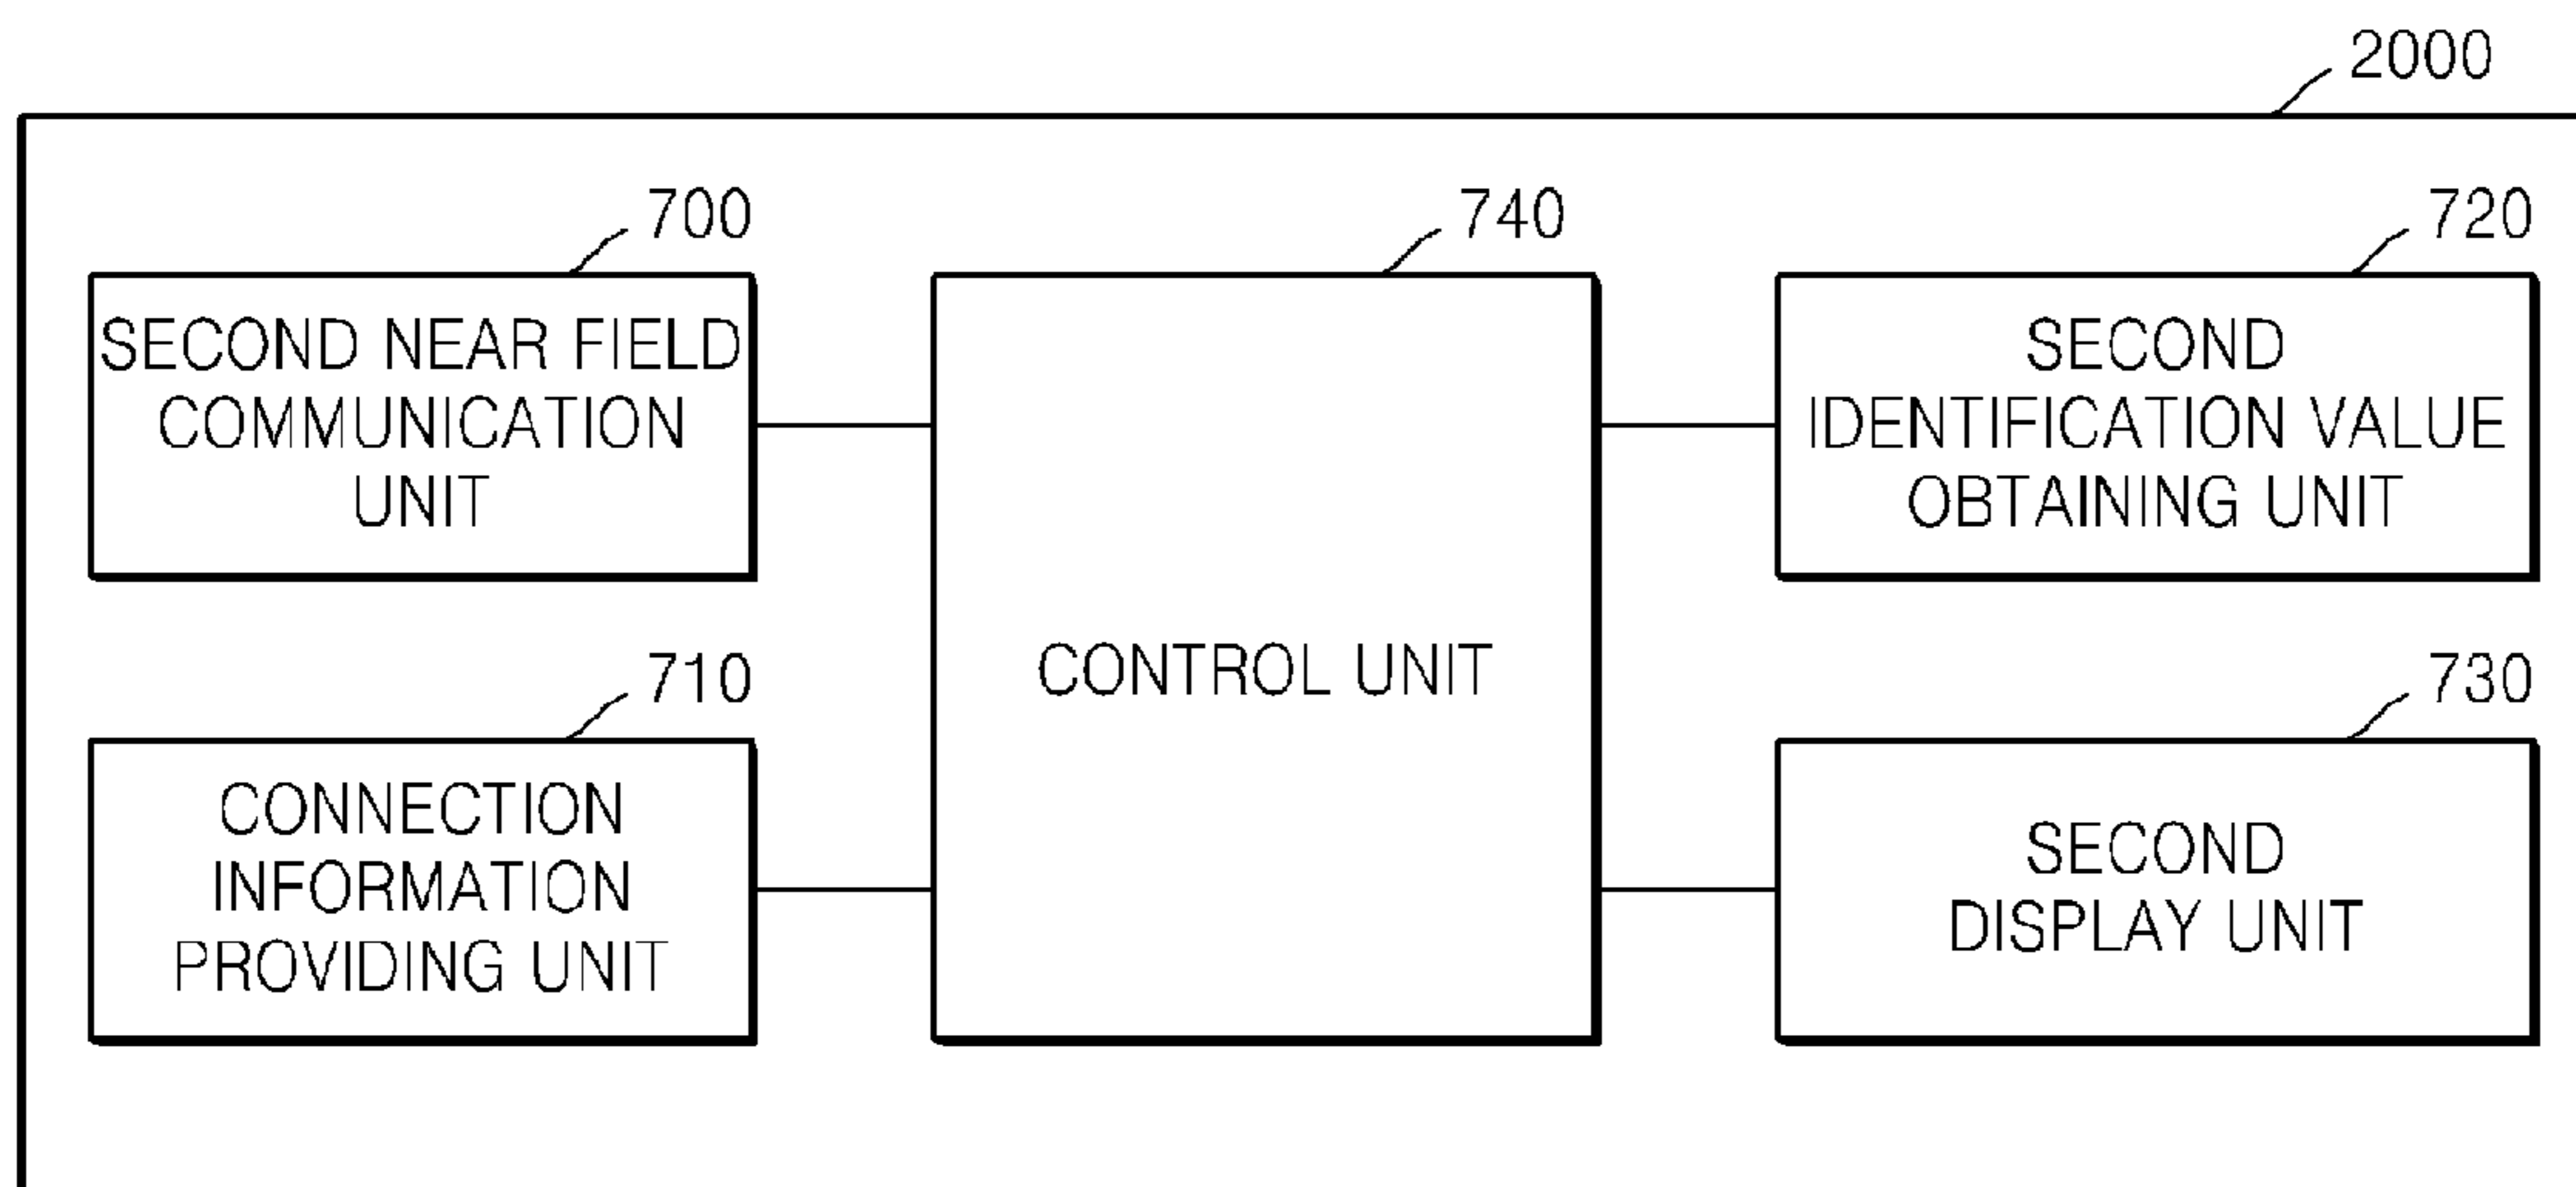 2000
700
SECOND NEAR FIELD
COMMUNICATION
UNIT
740
CONTROL UNIT
720
SECOND
IDENTIFICATION VALUE
OBTAINING UNIT
710
CONNECTION
INFORMATION
PROVIDING UNIT
730
SECOND
DISPLAY UNIT